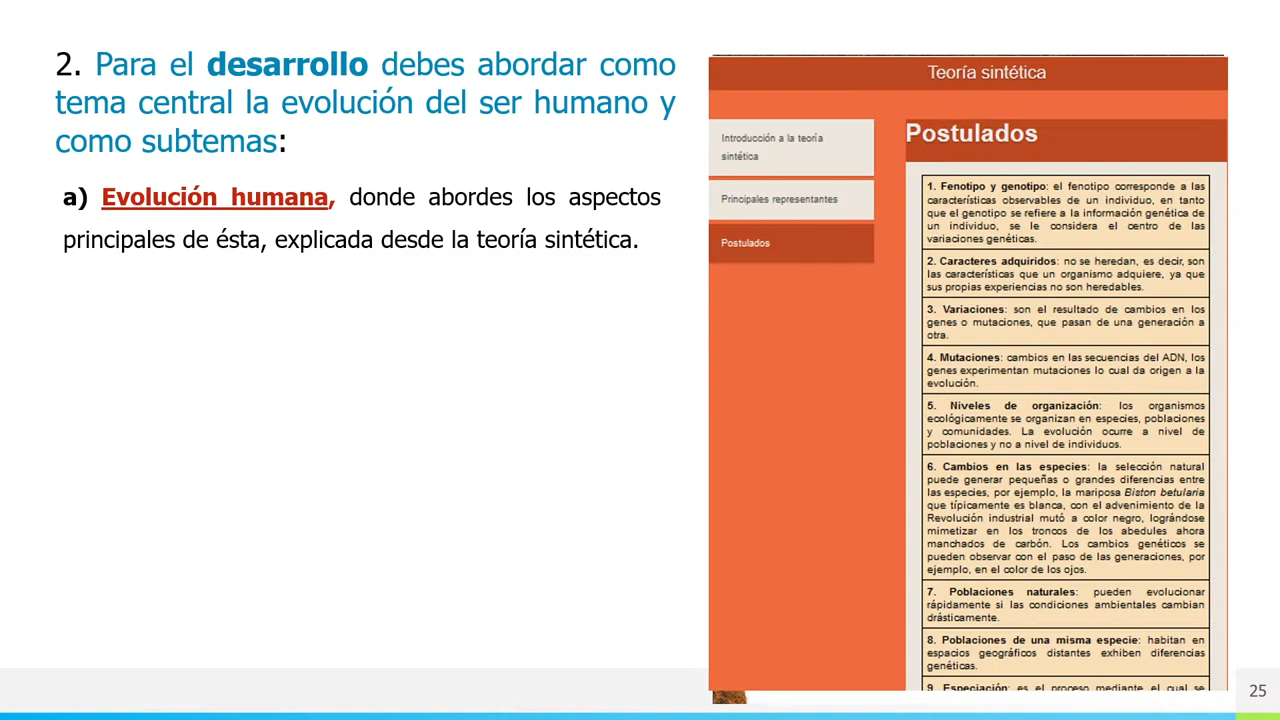 2. Para el desarrollo debes abordar como
tema central la evolución del ser humano y
como subtemas:
a) Evolución humana, donde abordes los aspectos
principales de ésta, explicada desde la teoría sintética.
Teoría sintética
Introducción a la teoría
sintética
Principales representantes
Postulados
Postulados
1. Fenotipo y genotipo: el fenotipo corresponde a las
características observables de un individuo, en tanto
que el genotipo se refiere a la información genética de
un individuo, se le considera el centro de las
variaciones genéticas.
2. Caracteres adquiridos: no se heredan, es decir, son
las características que un organismo adquiere, ya que
sus propias experiencias no son heredables.
3. Variaciones: son el resultado de cambios en los
genes o mutaciones, que pasan de una generación a
otra.
4. Mutaciones: cambios en las secuencias del ADN, los
genes experimentan mutaciones lo cual da origen a la
evolución.
5. Niveles de organización: los organismos
ecológicamente se organizan en especies, poblaciones
y comunidades. La evolución ocurre a nivel de
poblaciones y no a nivel de individuos.
6. Cambios en las especies: la selección natural
puede generar pequeñas o grandes diferencias entre
las especies, por ejemplo, la mariposa Biston betularia
que típicamente es blanca, con el advenimiento de la
Revolución industrial mutó a color negro, lográndose
mimetizar en los troncos de los abedules ahora
manchados de carbón. Los cambios genéticos se
pueden observar con el paso de las generaciones, por
ejemplo, en el color de los ojos.
7. Poblaciones naturales: pueden evolucionar
rápidamente si las condiciones ambientales cambian
drásticamente.
8. Poblaciones de una misma especie: habitan en
espacios geográficos distantes exhiben diferencias
genéticas.
9. Especiación: es el proceso mediante el cual se
25